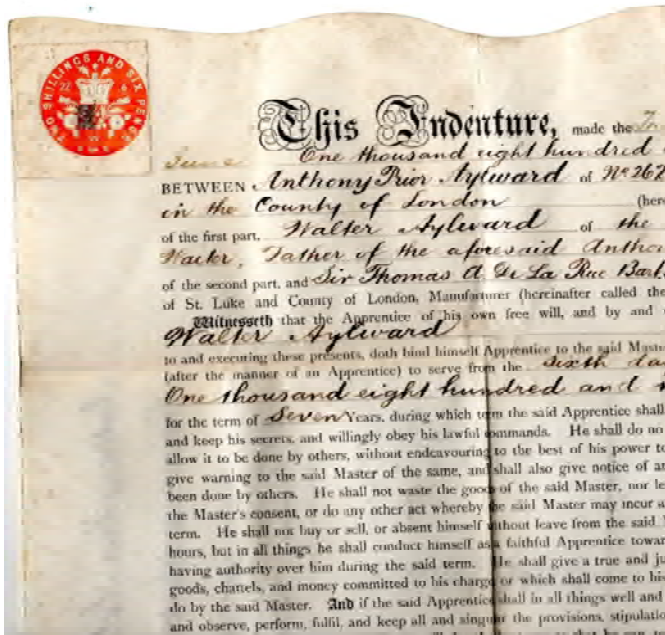 TWO SHILLINGS AND SIX PENCE
22 6
This Indenture, made the
June One thousand eight hundred
BETWEEN Anthony Prior Aylward of No 262
in the County of London (here
of the first part, Walter Aylward of the
Father of the aforesaid Antho
of the second part, and Sir Thomas A. De La Rue Bar
of St. Luke and County of London, Manufacturer (hereinafter called the
Witnesseth that the Apprentice of his own free will, and by and
Walter Aylward
to and executing these presents, doth bind himself Apprentice to the said Maste
(after the manner of an Apprentice) to serve from the Sixth da
One thousand eight hundred and
for the term of Seven Years, during which term the said Apprentice shall
and keep his secrets, and willingly obey his lawful commands. He shall do no
allow it to be done by others, without endeavouring to the best of his power to
give warning to the said Master of the same, and shall also give notice of
been done by others. He shall not waste the goods of the said Master, nor le
the Master's consent, or do any other act whereby the said Master may incur a
term. He shall not buy or sell, or absent himself without leave from the said
hours, but in all things he shall conduct himself as a faithful Apprentice towar
having authority over him during the said term. He shall give a true and ju
goods, chattels, and money committed to his charge or which shall come to his
do by the said Master. And if the said Apprentice shall in all things well and
and observe, perform, fulfil, and keep all and singular the provisions, stipulatio